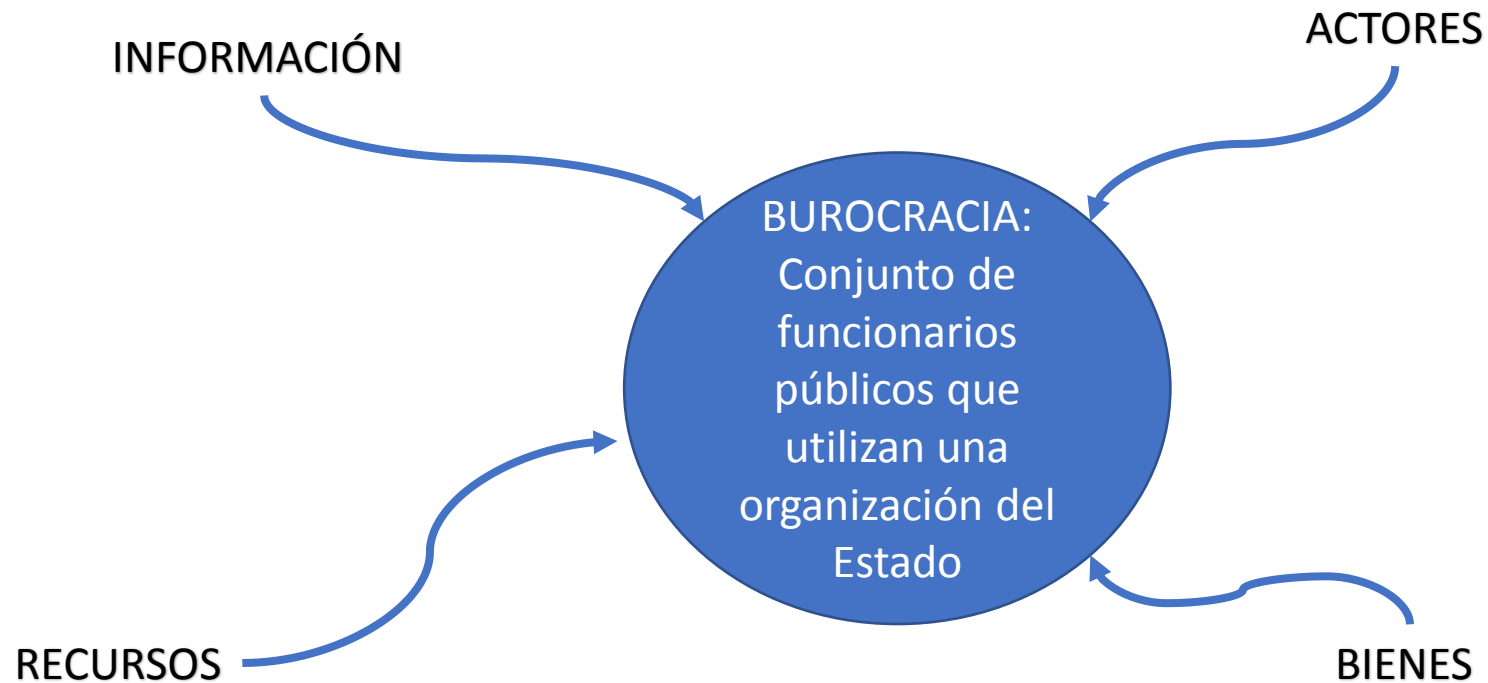 INFORMACIÓN
ACTORES
BUROCRACIA:
Conjunto de
funcionarios
públicos que
utilizan una
organización del
Estado
RECURSOS
BIENES